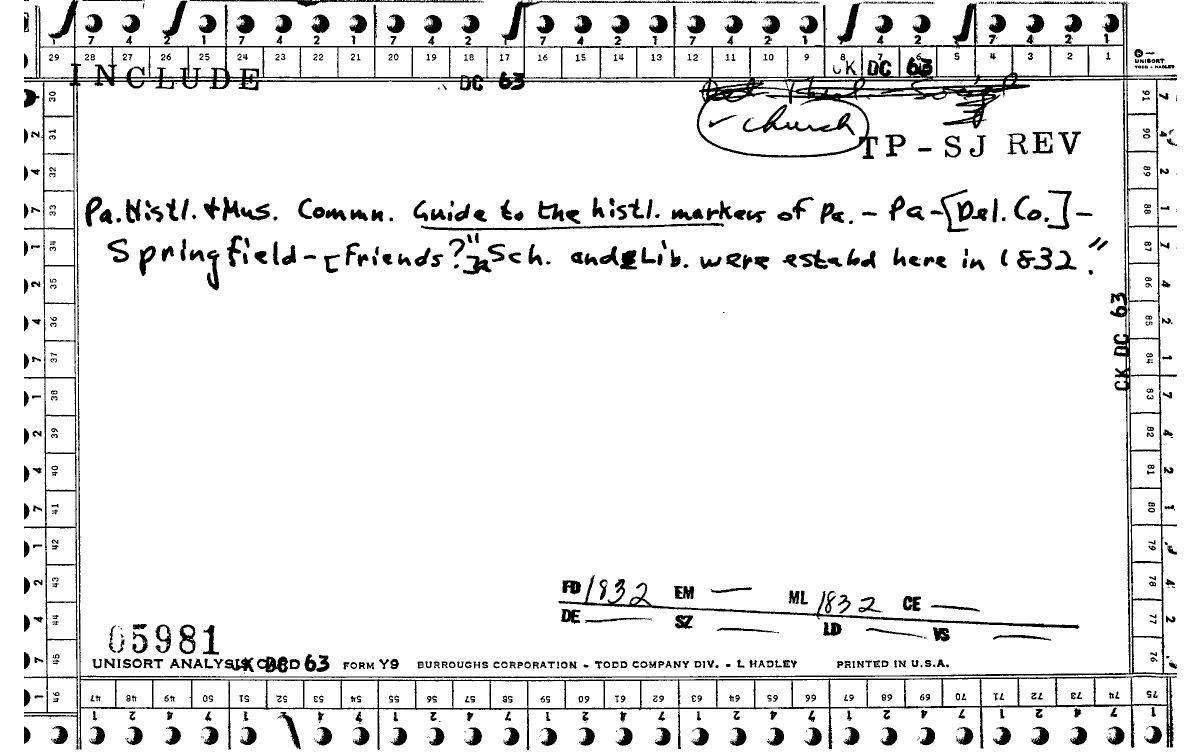 1 7 4 2 1 7 4 2 1 7 4 2 1 7 4 2 1 7 4 2 1 7 4 2 1
29 28 27 26 25 24 23 22 21 20 19 18 17 16 15 14 13 12 11 10 9 8 7 6 5 4 3 2 1
UNISORT
TODD - HADLEY
INCLUDE DC 63 CK DC 63
✓ church
TP-SJ REV
Pa. Histl. + Mus. Commn. Guide to the histl. markers of Pa. - Pa-[Del. Co.]-
Springfield-[Friends?]"Sch. and Lib. were establd here in 1832."
CK DC 63
FD 1832 EM — ML 1832 CE —
DE — SZ — LD — VS —
05981
UNISORT ANALYSIS CARD CK DC 63 FORM Y9 BURROUGHS CORPORATION - TODD COMPANY DIV. - L HADLEY PRINTED IN U.S.A.
30 31 32 33 34 35 36 37 38 39 40 41 42 43 44 45 46
91 90 89 88 87 86 85 84 83 82 81 80 79 78 77 76 75
47 48 49 50 51 52 53 54 55 56 57 58 59 60 61 62 63 64 65 66 67 68 69 70 71 72 73 74 75